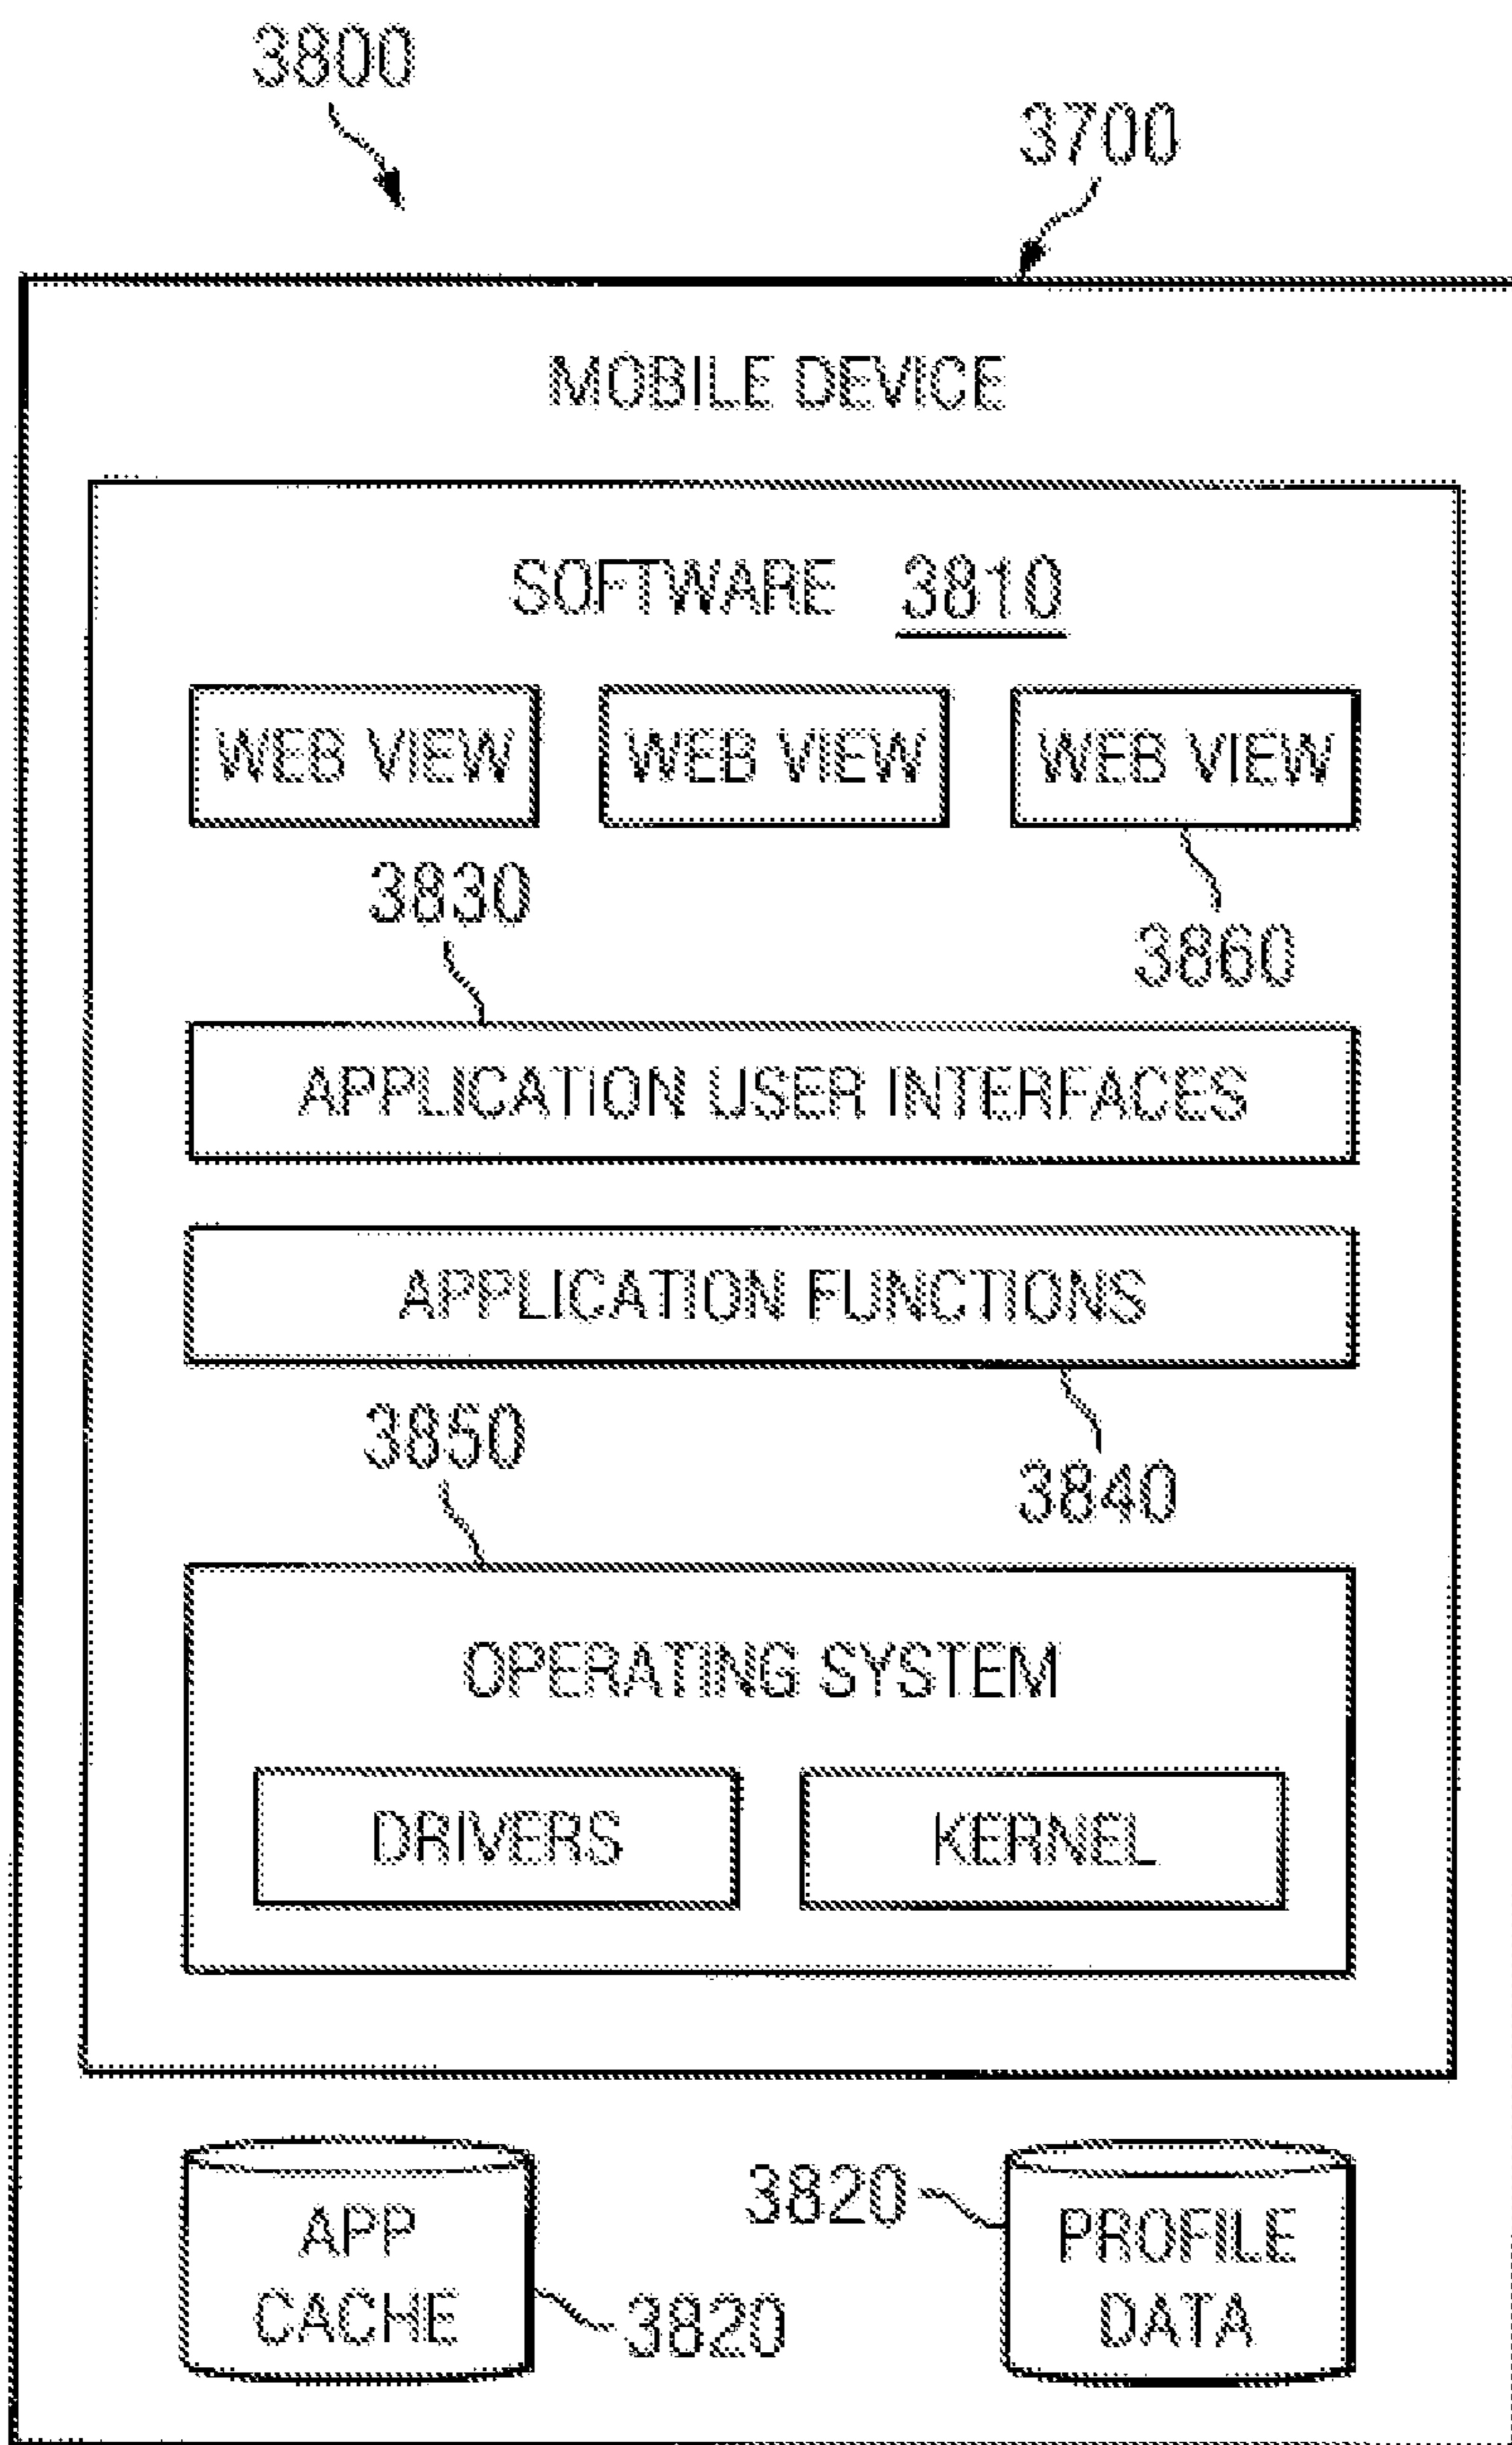 3800
3700
MOBILE DEVICE
SOFTWARE 3810
WEB VIEW WEB VIEW WEB VIEW
3830
3860
APPLICATION USER INTERFACES
APPLICATION FUNCTIONS
3850
3840
OPERATING SYSTEM
DRIVERS KERNEL
APP
CACHE
3820
3820
PROFILE
DATA